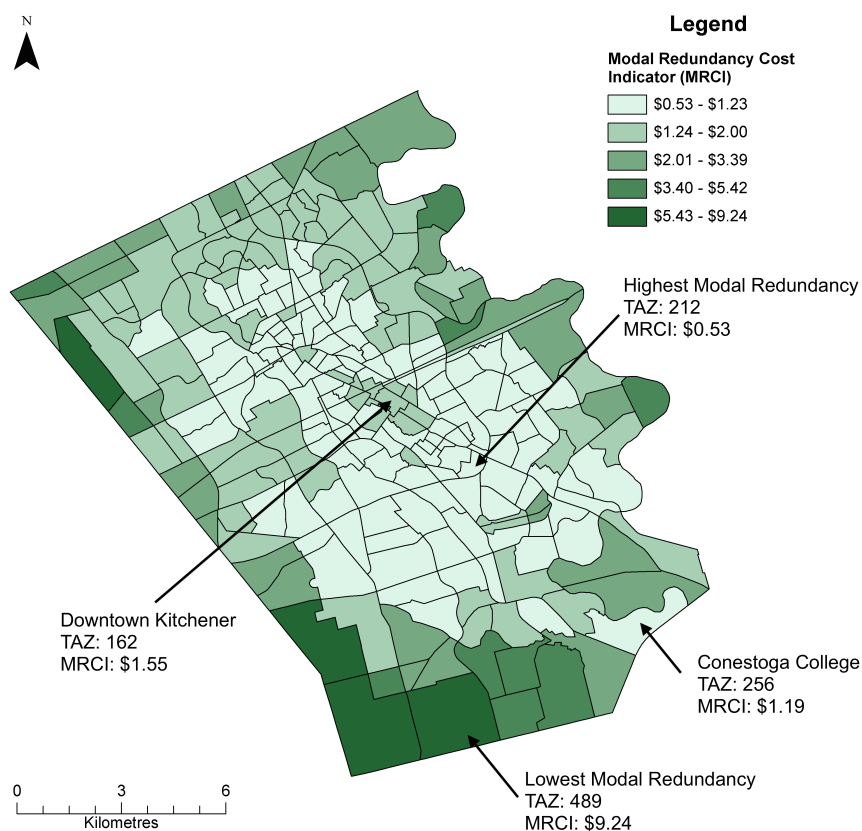 N
Legend
Modal Redundancy Cost
Indicator (MRCI)
$0.53 - $1.23
$1.24 - $2.00
$2.01 - $3.39
$3.40 - $5.42
$5.43 - $9.24
Highest Modal Redundancy
TAZ: 212
MRCI: $0.53
Downtown Kitchener
TAZ: 162
MRCI: $1.55
Conestoga College
TAZ: 256
MRCI: $1.19
Lowest Modal Redundancy
TAZ: 489
MRCI: $9.24
0 3 6
Kilometres